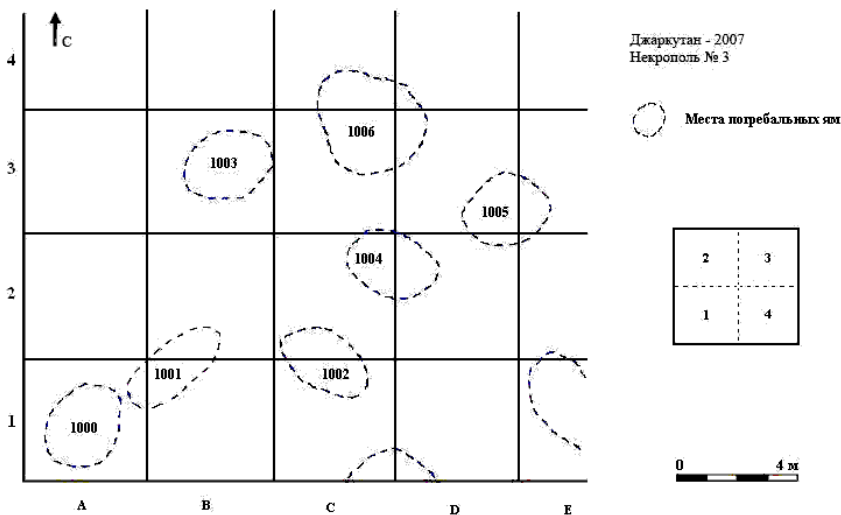 4
С
3
2
1
1006
1003
1005
1004
1001
1002
1000
A
B
C
D
E
Джаркутан - 2007
Некрополь № 3
Места погребальных ям
2 3
1 4
0 4 м